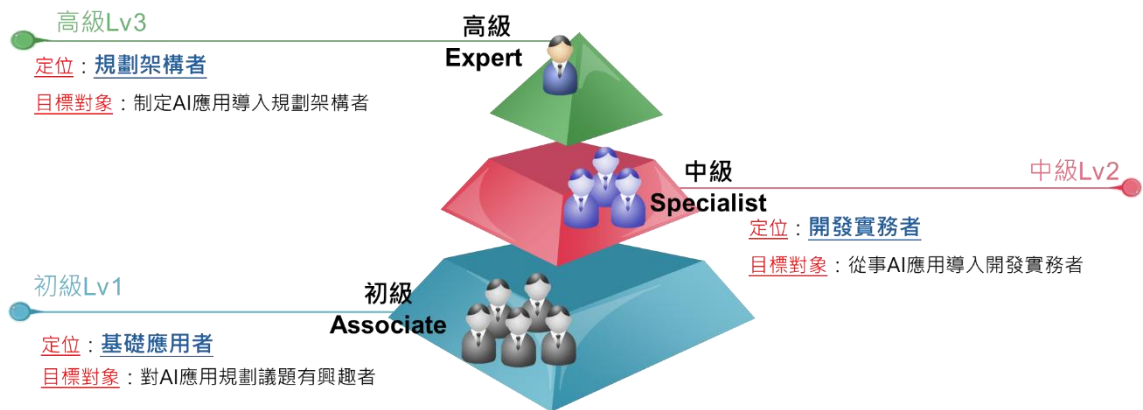 高級Lv3
高級
Expert
定位：規劃架構者
目標對象：制定AI應用導入規劃架構者
中級
Specialist
中級Lv2
定位：開發實務者
目標對象：從事AI應用導入開發實務者
初級Lv1
初級
Associate
定位：基礎應用者
目標對象：對AI應用規劃議題有興趣者